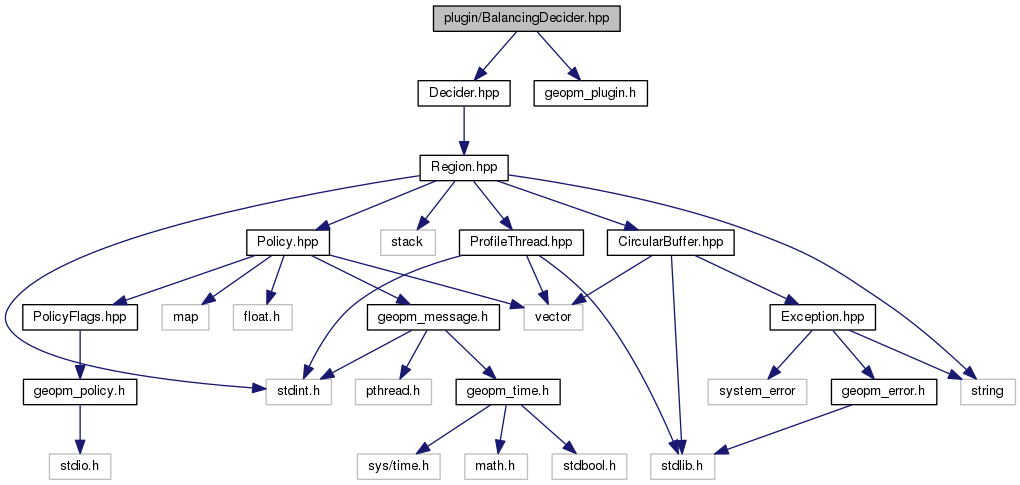 plugin/BalancingDecider.hpp
Decider.hpp
geopm_plugin.h
Region.hpp
Policy.hpp
stack
ProfileThread.hpp
CircularBuffer.hpp
PolicyFlags.hpp
map
float.h
geopm_message.h
vector
Exception.hpp
geopm_policy.h
stdint.h
pthread.h
geopm_time.h
system_error
geopm_error.h
string
stdio.h
sys/time.h
math.h
stdbool.h
stdlib.h